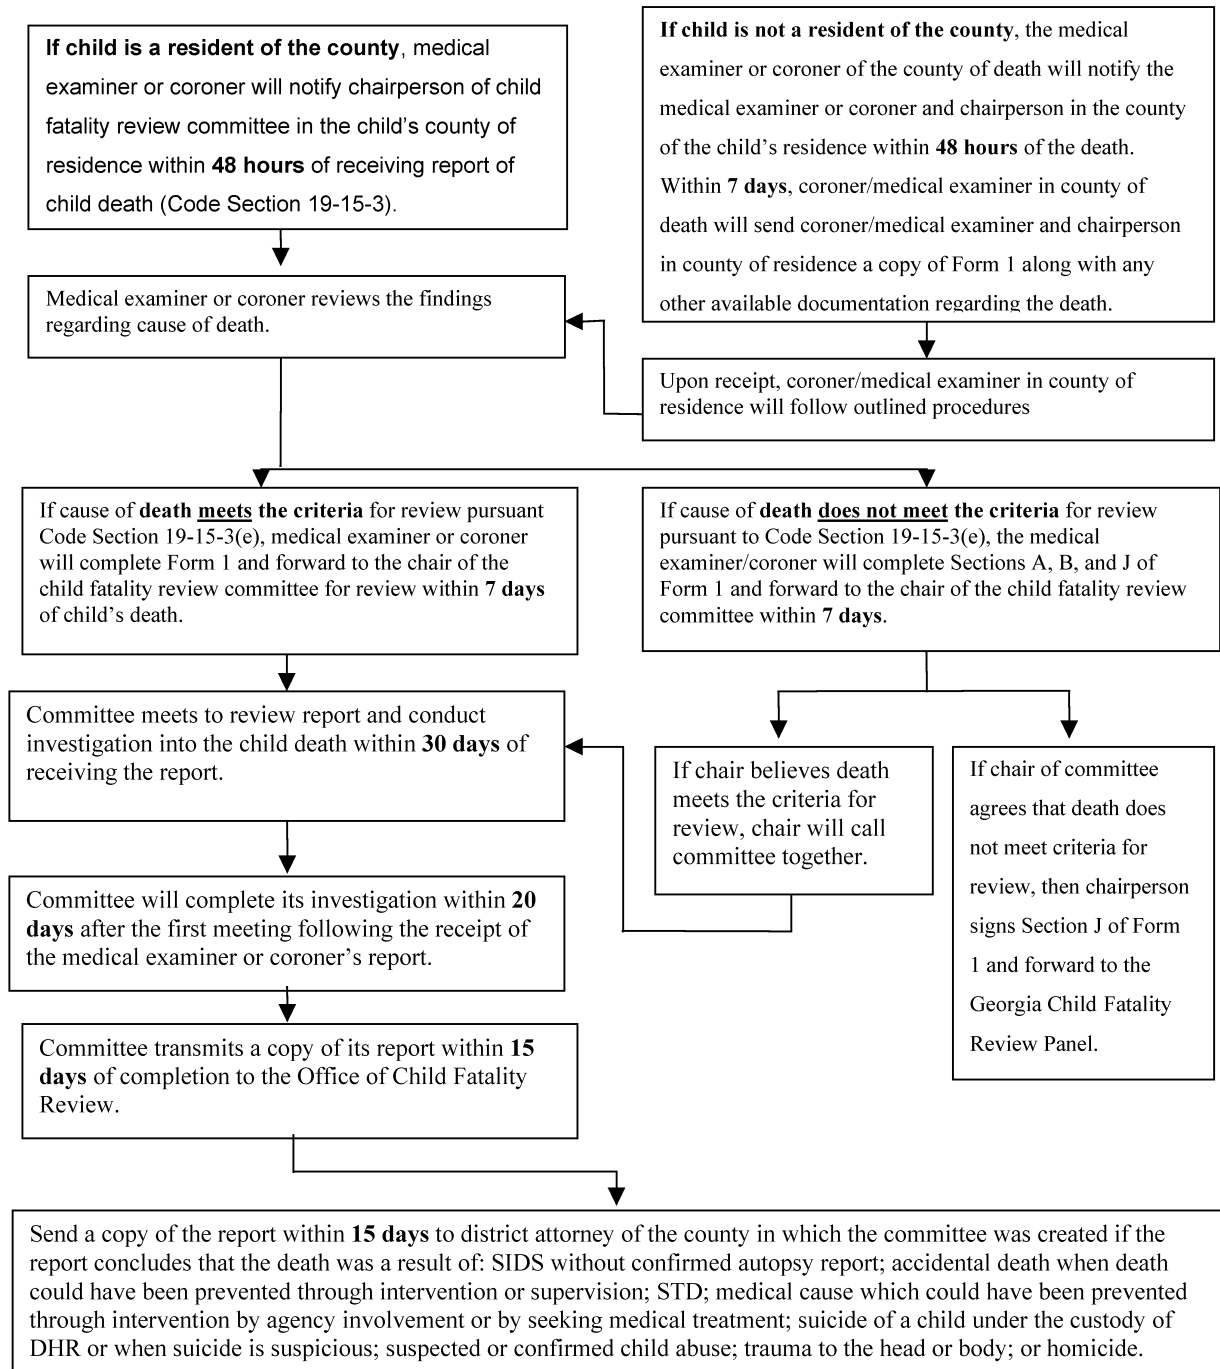 If child is a resident of the county, medical
examiner or coroner will notify chairperson of child
fatality review committee in the child's county of
residence within 48 hours of receiving report of
child death (Code Section 19-15-3).
If child is not a resident of the county, the medical
examiner or coroner of the county of death will notify the
medical examiner or coroner and chairperson in the county
of the child's residence within 48 hours of the death.
Within 7 days, coroner/medical examiner in county of
death will send coroner/medical examiner and chairperson
in county of residence a copy of Form 1 along with any
other available documentation regarding the death.
Medical examiner or coroner reviews the findings
regarding cause of death.
Upon receipt, coroner/medical examiner in county of
residence will follow outlined procedures
If cause of death meets the criteria for review pursuant
Code Section 19-15-3(e), medical examiner or coroner
will complete Form 1 and forward to the chair of the
child fatality review committee for review within 7 days
of child's death.
If cause of death does not meet the criteria for review
pursuant to Code Section 19-15-3(e), the medical
examiner/coroner will complete Sections A, B, and J of
Form 1 and forward to the chair of the child fatality review
committee within 7 days.
Committee meets to review report and conduct
investigation into the child death within 30 days of
receiving the report.
If chair believes death
meets the criteria for
review, chair will call
committee together.
If chair of committee
agrees that death does
not meet criteria for
review, then chairperson
signs Section J of Form
1 and forward to the
Georgia Child Fatality
Review Panel.
Committee will complete its investigation within 20
days after the first meeting following the receipt of
the medical examiner or coroner's report.
Committee transmits a copy of its report within 15
days of completion to the Office of Child Fatality
Review.
Send a copy of the report within 15 days to district attorney of the county in which the committee was created if the
report concludes that the death was a result of: SIDS without confirmed autopsy report; accidental death when death
could have been prevented through intervention or supervision; STD; medical cause which could have been prevented
through intervention by agency involvement or by seeking medical treatment; suicide of a child under the custody of
DHR or when suicide is suspicious; suspected or confirmed child abuse; trauma to the head or body; or homicide.